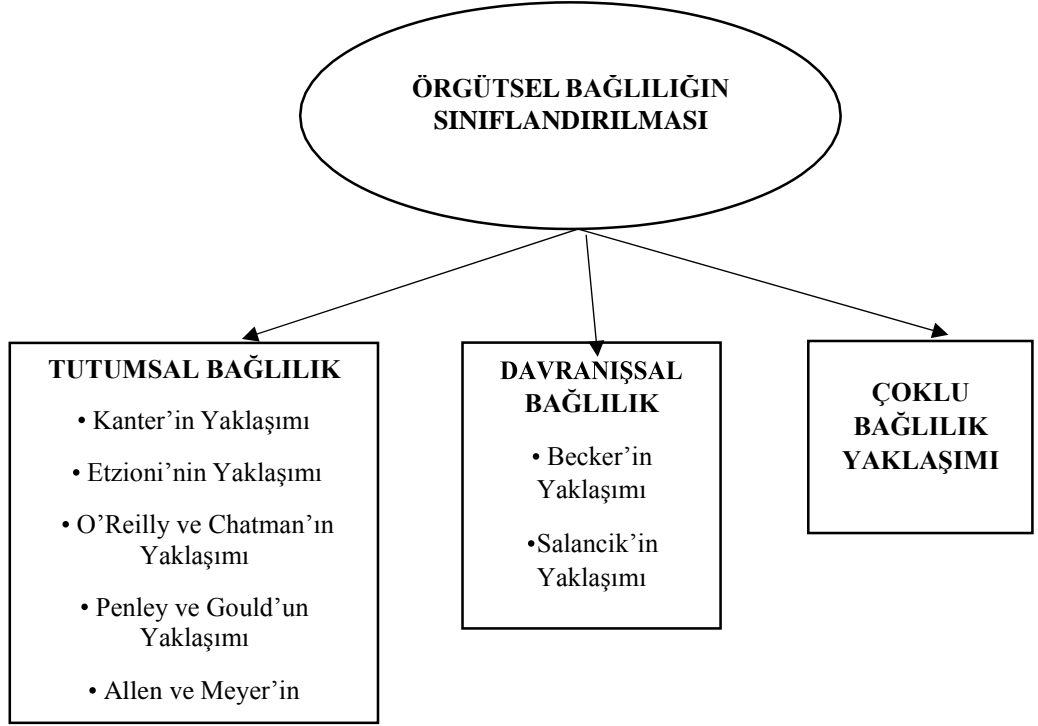 ÖRGÜTSEL BAĞLILIĞIN
SINIFLANDIRILMASI
TUTUMSAL BAĞLILIK
• Kanter’in Yaklaşımı
• Etzioni’nin Yaklaşımı
• O’Reilly ve Chatman’ın
Yaklaşımı
• Penley ve Gould’un
Yaklaşımı
• Allen ve Meyer’in
DAVRANIŞSAL
BAĞLILIK
• Becker’in
Yaklaşımı
•Salancik’in
Yaklaşımı
ÇOKLU
BAĞLILIK
YAKLAŞIMI